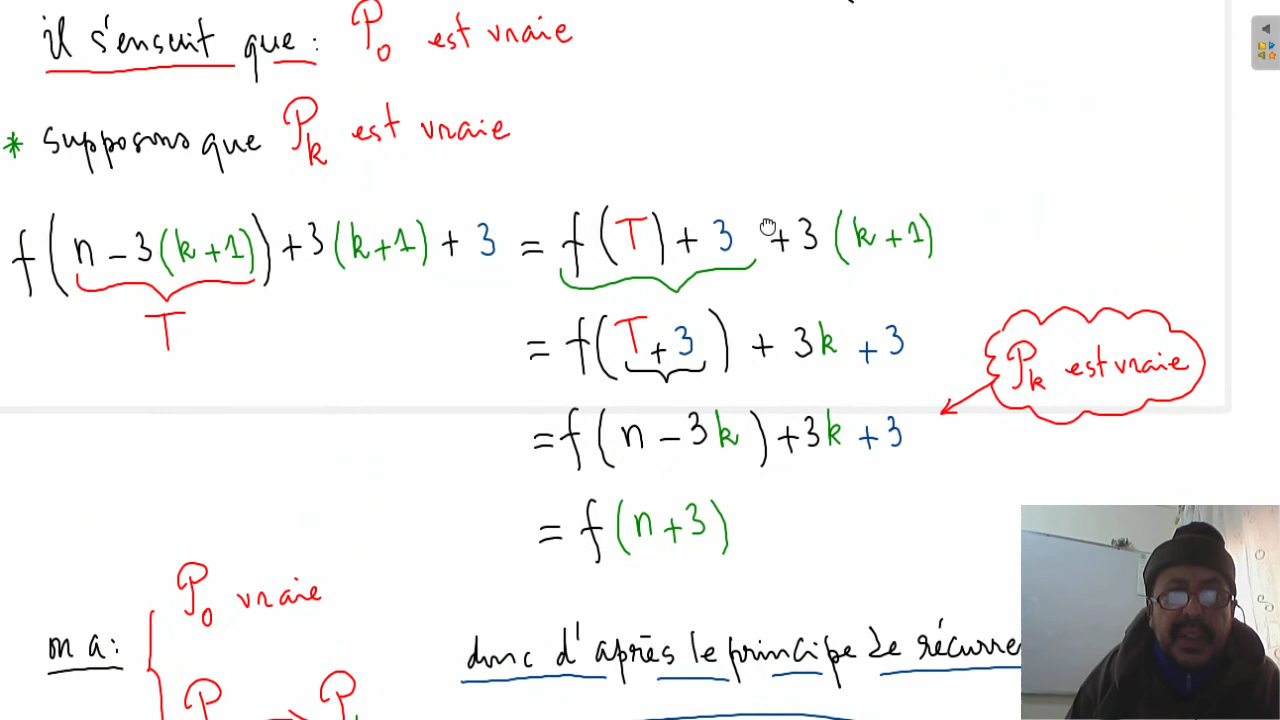 il s'ensuit que : P₀ est vraie
* supposons que Pₖ est vraie
f(n - 3(k+1)) + 3(k+1) + 3 = f(T) + 3 + 3(k+1)
T
= f(T + 3) + 3k + 3
Pₖ est vraie
= f(n - 3k) + 3k + 3
= f(n+3)
P₀ vraie
on a :
donc d'après le principe de récurre
P P